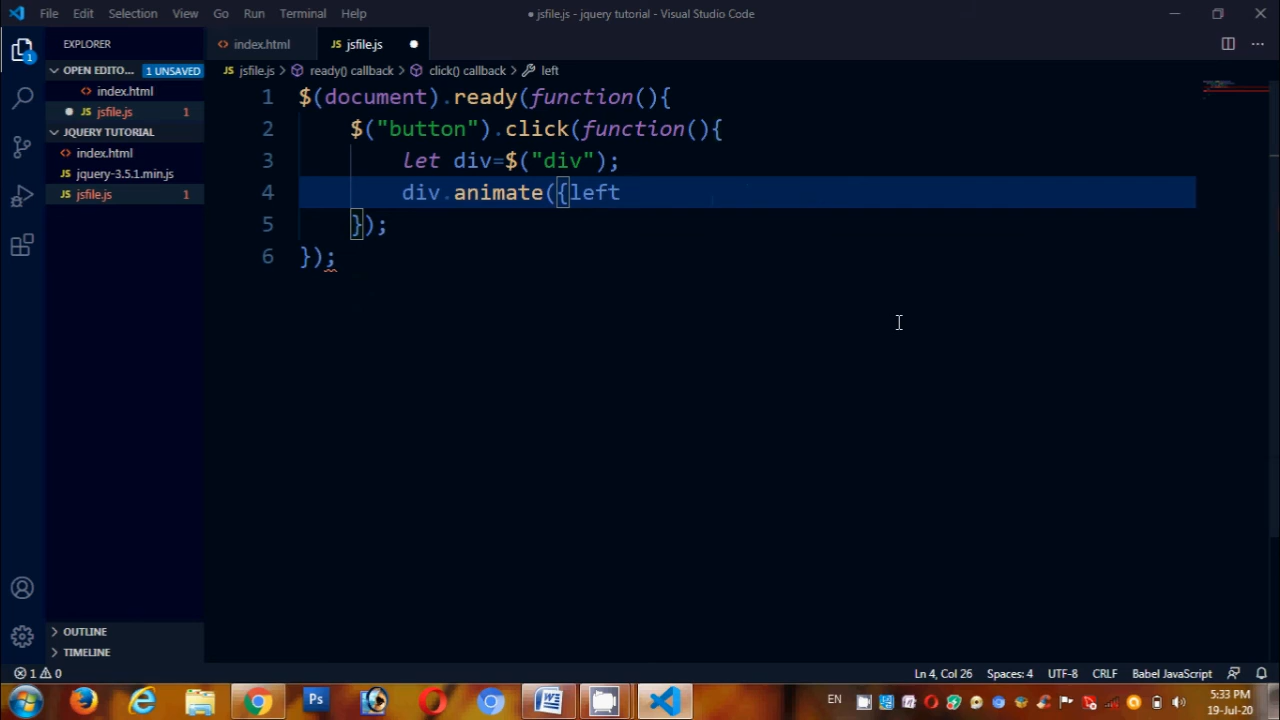 File Edit Selection View Go Run Terminal Help
● jsfile.js - jquery tutorial - Visual Studio Code
EXPLORER
index.html
JS jsfile.js
OPEN EDITO... 1 UNSAVED
JS jsfile.js > ready() callback > click() callback > left
index.html
JS jsfile.js 1
JQUERY TUTORIAL
index.html
JS jquery-3.5.1.min.js
JS jsfile.js 1
1 $(document).ready(function(){
2 $("button").click(function(){
3 let div=$("div");
4 div.animate({left
5 });
6 });
1
OUTLINE
TIMELINE
1 0
Ln 4, Col 26 Spaces: 4 UTF-8 CRLF Babel JavaScript
Ps
W
EN
5:33 PM
19-Jul-20